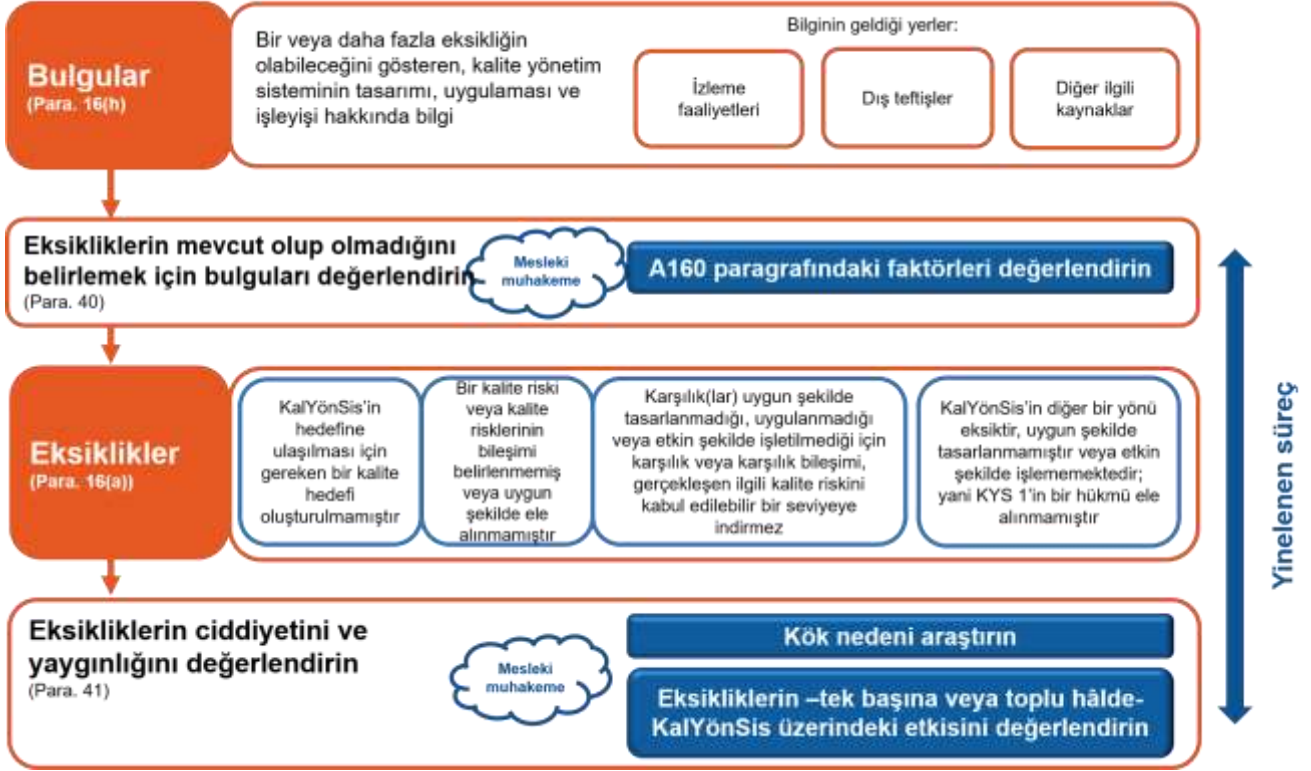 Bulgular
(Para. 16(h)
Bir veya daha fazla eksikliğin
olabileceğini gösteren, kalite yönetim
sisteminin tasarımı, uygulaması ve
işleyişi hakkında bilgi
Bilginin geldiği yerler:
İzleme
faaliyetleri
Dış teftişler
Diğer ilgili
kaynaklar
Eksikliklerin mevcut olup olmadığını
belirlemek için bulguları değerlendirin
(Para. 40)
Mesleki
muhakeme
A160 paragrafındaki faktörleri değerlendirin
Eksiklikler
(Para. 16(a))
KalYönSis'in
hedefine
ulaşılması için
gereken bir kalite
hedefi
oluşturulmamıştır
Bir kalite riski
veya kalite
risklerinin
bileşimi
belirlenmemiş
veya uygun
şekilde ele
alınmamıştır
Karşılık(lar) uygun şekilde
tasarlanmadığı, uygulanmadığı
veya etkin şekilde işletilmediği için
karşılık veya karşılık bileşimi,
gerçekleşen ilgili kalite riskini
kabul edilebilir bir seviyeye
indirmez
KalYönSis'in diğer bir yönü
eksiktir, uygun şekilde
tasarlanmamıştır veya etkin
şekilde işlememektedir;
yani KYS 1'in bir hükmü ele
alınmamıştır
Eksikliklerin ciddiyetini ve
yaygınlığını değerlendirin
(Para. 41)
Mesleki
muhakeme
Kök nedeni araştırın
Eksikliklerin –tek başına veya toplu hâlde-
KalYönSis üzerindeki etkisini değerlendirin
Yinelenen süreç